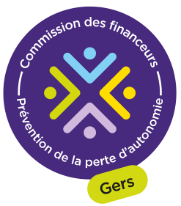 Commission des financeurs
Prévention de la perte d'autonomie
Gers